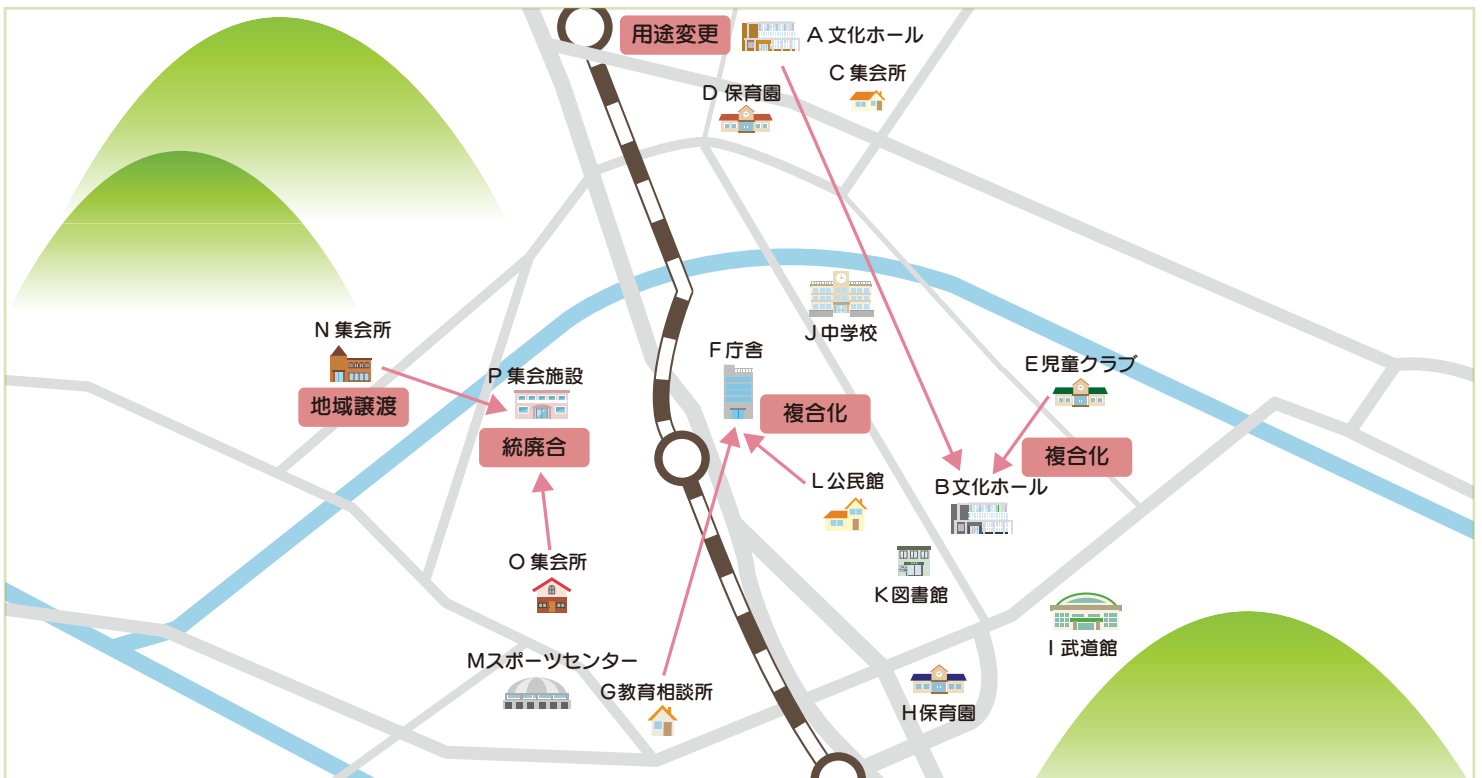 用途変更
A 文化ホール
C 集会所
D 保育園
J 中学校
N 集会所
地域譲渡
P 集会施設
統廃合
F 庁舎
複合化
E 児童クラブ
複合化
L 公民館
B 文化ホール
O 集会所
K 図書館
I 武道館
Mスポーツセンター
G教育相談所
H保育園